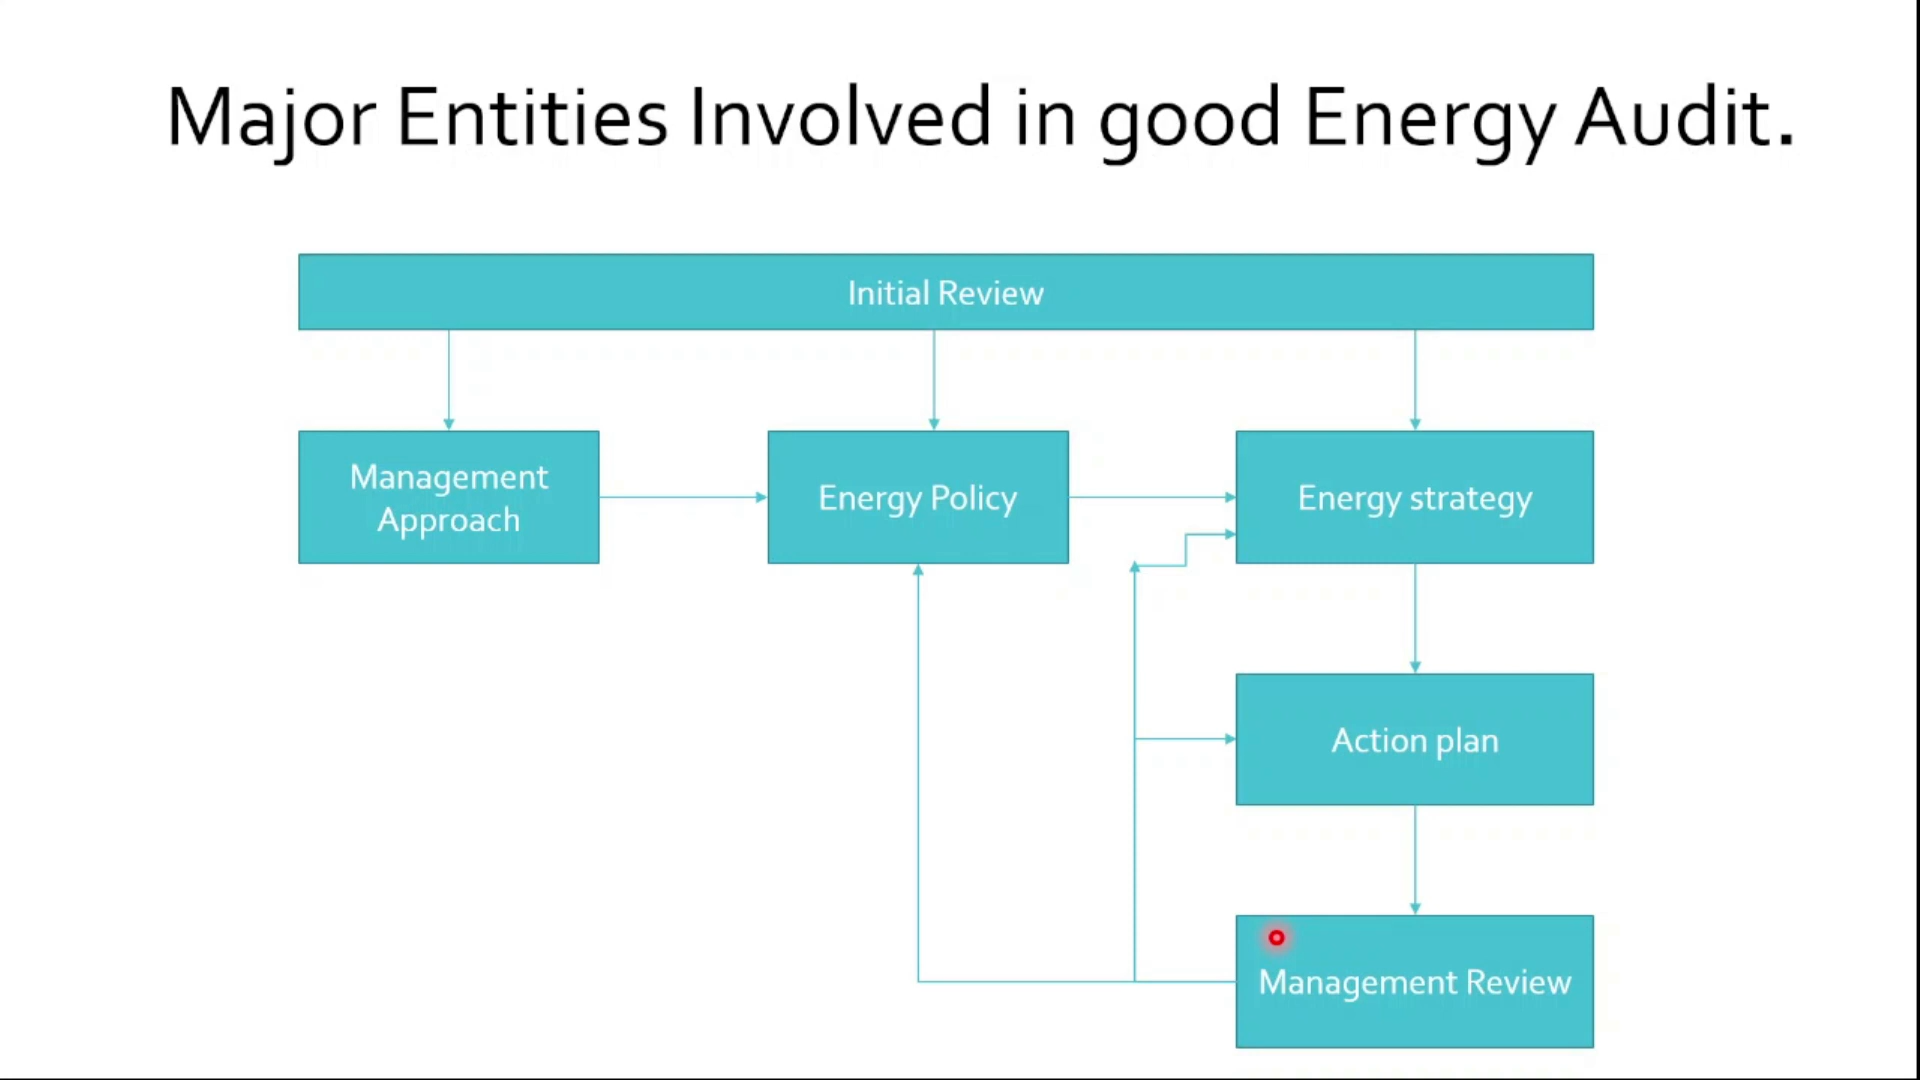 Major Entities Involved in good Energy Audit.
Initial Review
Management
Approach
Energy Policy
Energy strategy
Action plan
Management Review